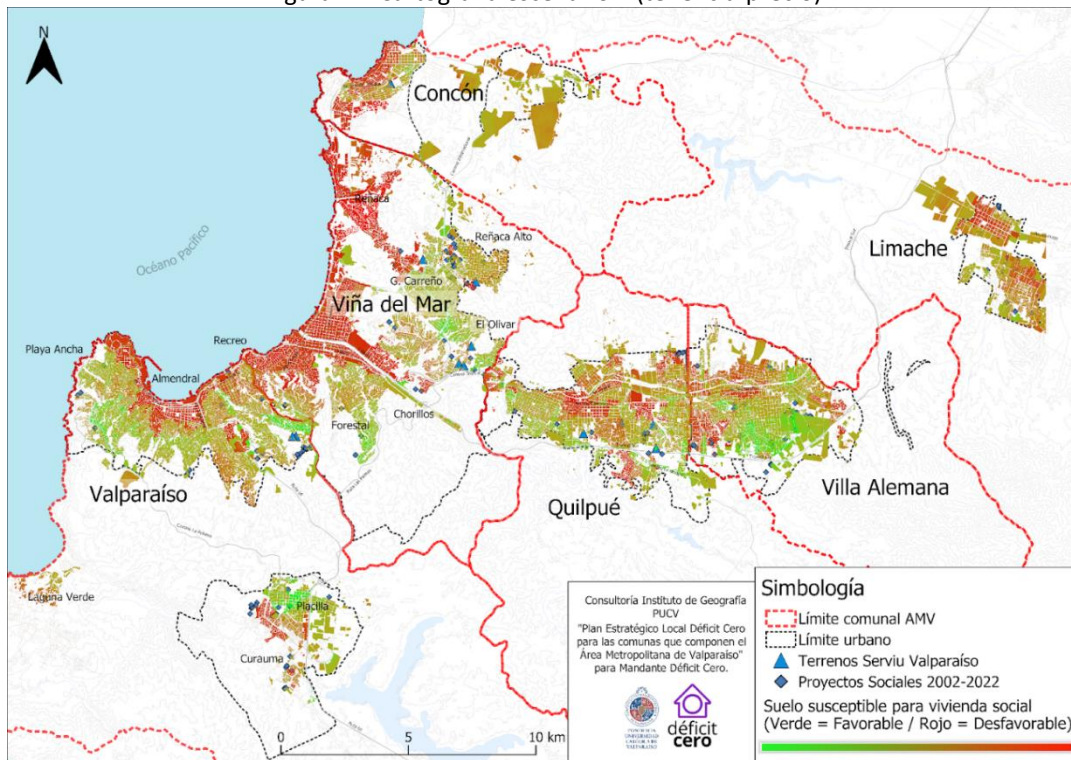 N
Concón
Reñaca
Reñaca Alto
Limache
G. Carreño
Océano Pacífico
Viña del Mar
El Olivar
Recreo
Playa Ancha
Almendral
Chorillos
Forestal
Valparaíso
Quilpué
Villa Alemana
Laguna Verde
Placilla
Curauma
0 5 10 km
Consultoría Instituto de Geografía
PUCV
"Plan Estratégico Local Déficit Cero
para las comunas que componen el
Área Metropolitana de Valparaíso"
para Mandante Déficit Cero.
déficit
cero
Simbología
Límite comunal AMV
Límite urbano
Terrenos Serviu Valparaíso
Proyectos Sociales 2002-2022
Suelo susceptible para vivienda social
(Verde = Favorable / Rojo = Desfavorable)